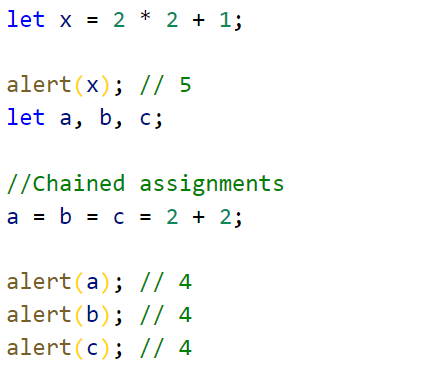 let x = 2 * 2 + 1;
alert(x); // 5
let a, b, c;
//Chained assignments
a = b = c = 2 + 2;
alert(a); // 4
alert(b); // 4
alert(c); // 4